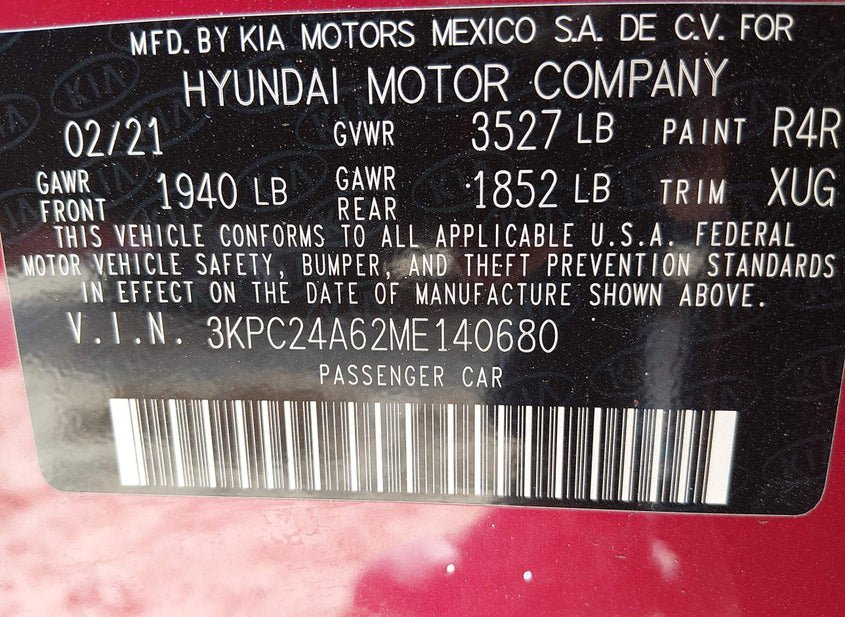 MFD. BY KIA MOTORS MEXICO S.A. DE C.V. FOR
HYUNDAI MOTOR COMPANY
02/21 GVWR 3527 LB PAINT R4R
GAWR FRONT 1940 LB GAWR REAR 1852 LB TRIM XUG
THIS VEHICLE CONFORMS TO ALL APPLICABLE U.S.A. FEDERAL
MOTOR VEHICLE SAFETY, BUMPER, AND THEFT PREVENTION STANDARDS
IN EFFECT ON THE DATE OF MANUFACTURE SHOWN ABOVE.
V.I.N. 3KPC24A62ME140680
PASSENGER CAR